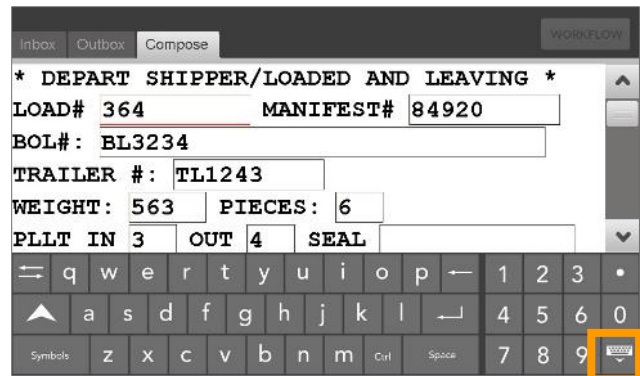 WORKFLOW
Inbox Outbox Compose
* DEPART SHIPPER/LOADED AND LEAVING *
LOAD# 364 MANIFEST# 84920
BOL#: BL3234
TRAILER #: TL1243
WEIGHT: 563 PIECES: 6
PLLT IN 3 OUT 4 SEAL
q w e r t y u i o p 1 2 3 •
a s d f g h j k l 4 5 6 0
Symbols z x c v b n m Ctrl Space 7 8 9